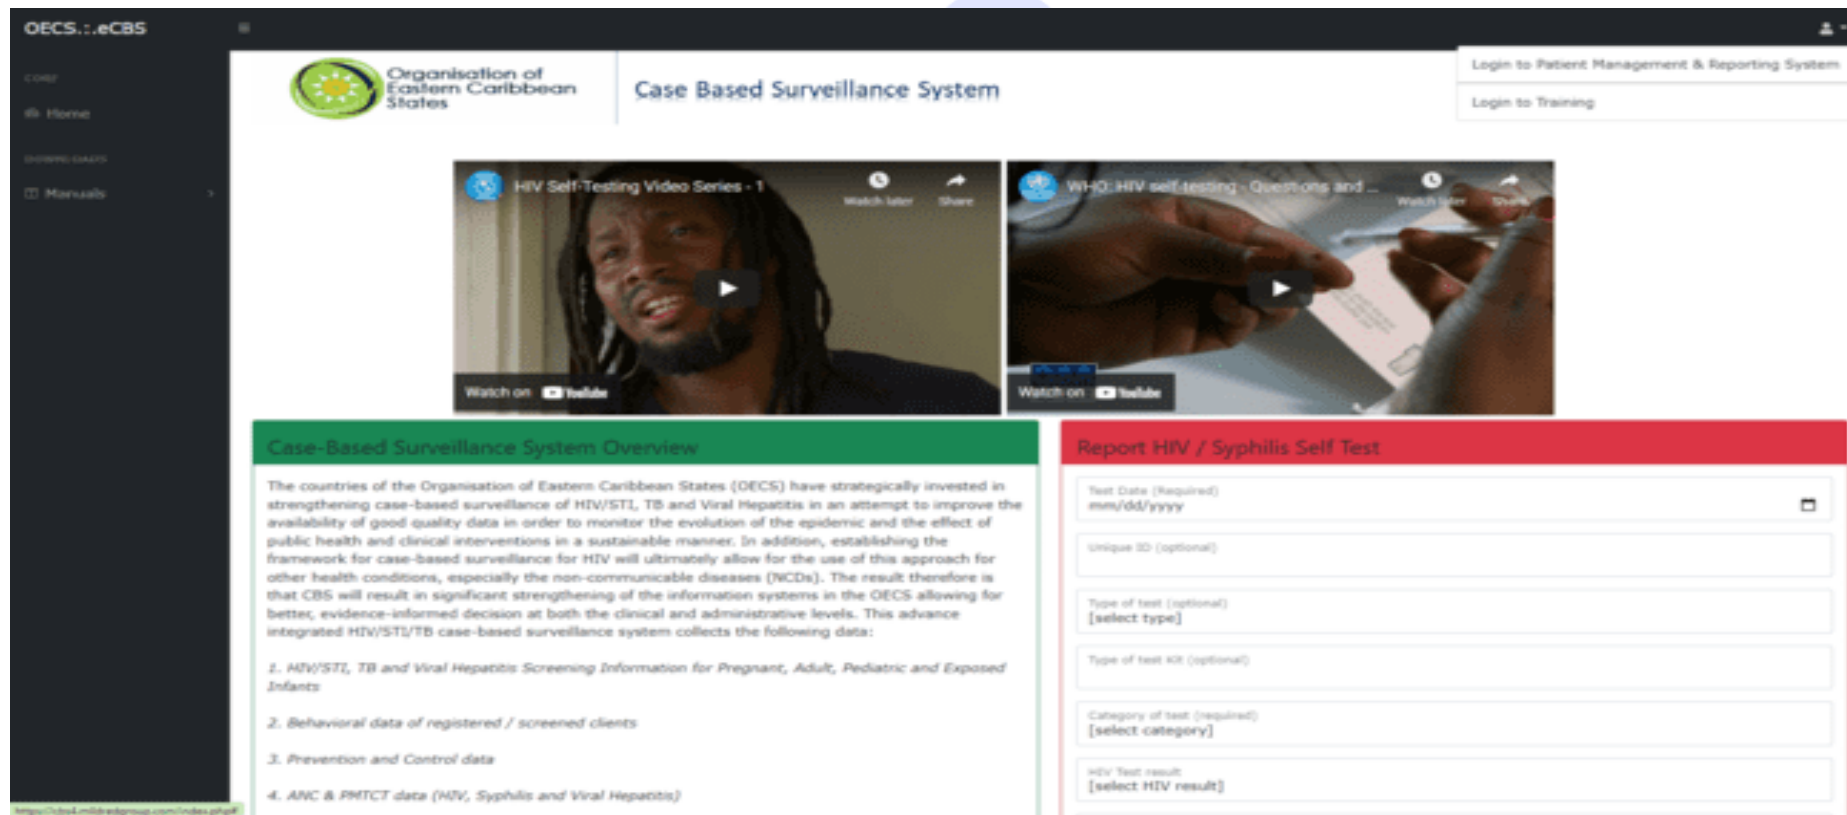 OECS.:.eCBS
CORE
Home
DOWNLOADS
Manuals
Organisation of
Eastern Caribbean
States
Case Based Surveillance System
Login to Patient Management & Reporting System
Login to Training
HIV Self-Testing Video Series - 1
Watch later
Share
Watch on YouTube
WHO: HIV self-testing - Questions and ...
Watch later
Share
Watch on YouTube
Case-Based Surveillance System Overview
The countries of the Organisation of Eastern Caribbean States (OECS) have strategically invested in
strengthening case-based surveillance of HIV/STI, TB and Viral Hepatitis in an attempt to improve the
availability of good quality data in order to monitor the evolution of the epidemic and the effect of
public health and clinical interventions in a sustainable manner. In addition, establishing the
framework for case-based surveillance for HIV will ultimately allow for the use of this approach for
other health conditions, especially the non-communicable diseases (NCDs). The result therefore is
that CBS will result in significant strengthening of the information systems in the OECS allowing for
better, evidence-informed decision at both the clinical and administrative levels. This advance
integrated HIV/STI/TB case-based surveillance system collects the following data:
1. HIV/STI, TB and Viral Hepatitis Screening Information for Pregnant, Adult, Pediatric and Exposed
Infants
2. Behavioral data of registered / screened clients
3. Prevention and Control data
4. ANC & PMTCT data (HIV, Syphilis and Viral Hepatitis)
Report HIV / Syphilis Self Test
Test Date (Required)
mm/dd/yyyy
Unique ID (optional)
Type of test (optional)
[select type]
Type of test Kit (optional)
Category of test (required)
[select category]
HIV Test result
[select HIV result]